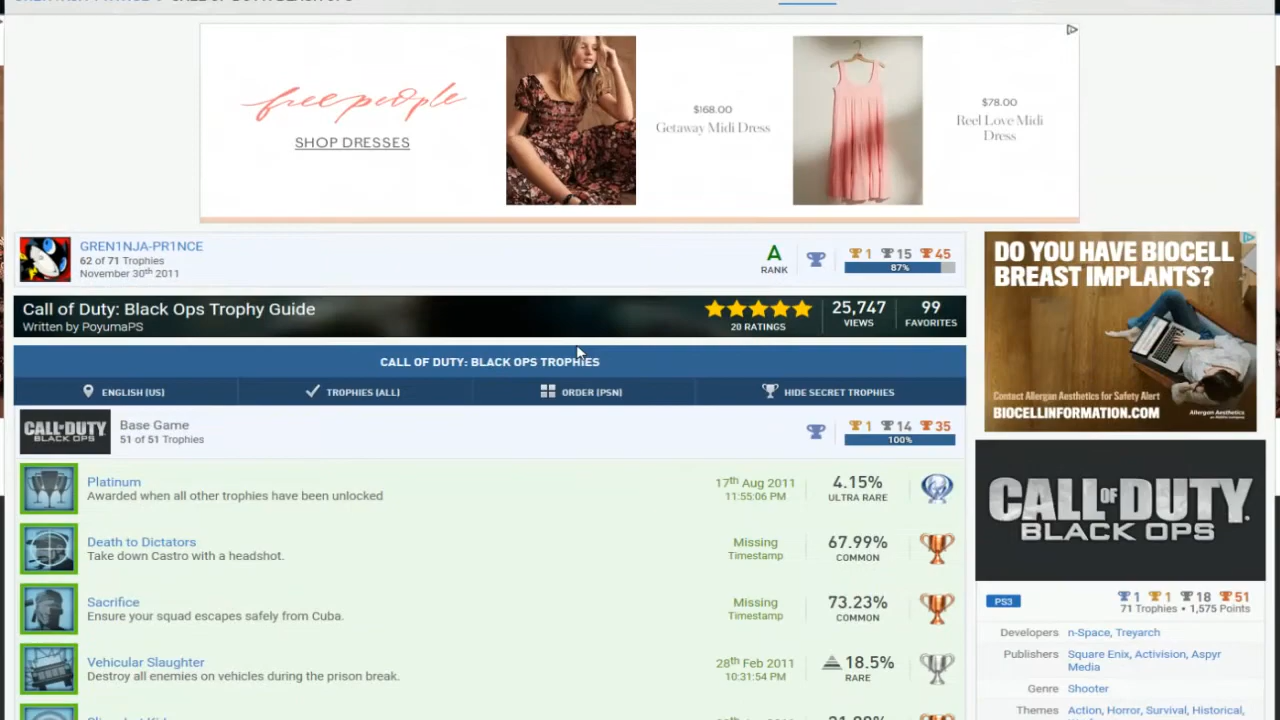 freepeople
SHOP DRESSES
$168.00
Getaway Midi Dress
$78.00
Reel Love Midi
Dress
GREN1NJA-PR1NCE
62 of 71 Trophies
November 30th 2011
A
RANK
1 15 45
87%
Call of Duty: Black Ops Trophy Guide
Written by PoyumaPS
20 RATINGS
25,747
VIEWS
99
FAVORITES
CALL OF DUTY: BLACK OPS TROPHIES
ENGLISH (US)
TROPHIES (ALL)
ORDER (PSN)
HIDE SECRET TROPHIES
CALL OF DUTY
BLACK OPS
Base Game
51 of 51 Trophies
1 14 35
100%
Platinum
Awarded when all other trophies have been unlocked
17th Aug 2011
11:55:06 PM
4.15%
ULTRA RARE
Death to Dictators
Take down Castro with a headshot.
Missing
Timestamp
67.99%
COMMON
Sacrifice
Ensure your squad escapes safely from Cuba.
Missing
Timestamp
73.23%
COMMON
Vehicular Slaughter
Destroy all enemies on vehicles during the prison break.
28th Feb 2011
10:31:54 PM
18.5%
RARE
DO YOU HAVE BIOCELL
BREAST IMPLANTS?
Contact Allergan Aesthetics for Safety Alert
BIOCELLINFORMATION.COM
Allergan Aesthetics
CALL OF DUTY
BLACK OPS
PS3
1 1 18 51
71 Trophies • 1,575 Points
Developers n-Space, Treyarch
Publishers Square Enix, Activision, Aspyr
Media
Genre Shooter
Themes Action, Horror, Survival, Historical,